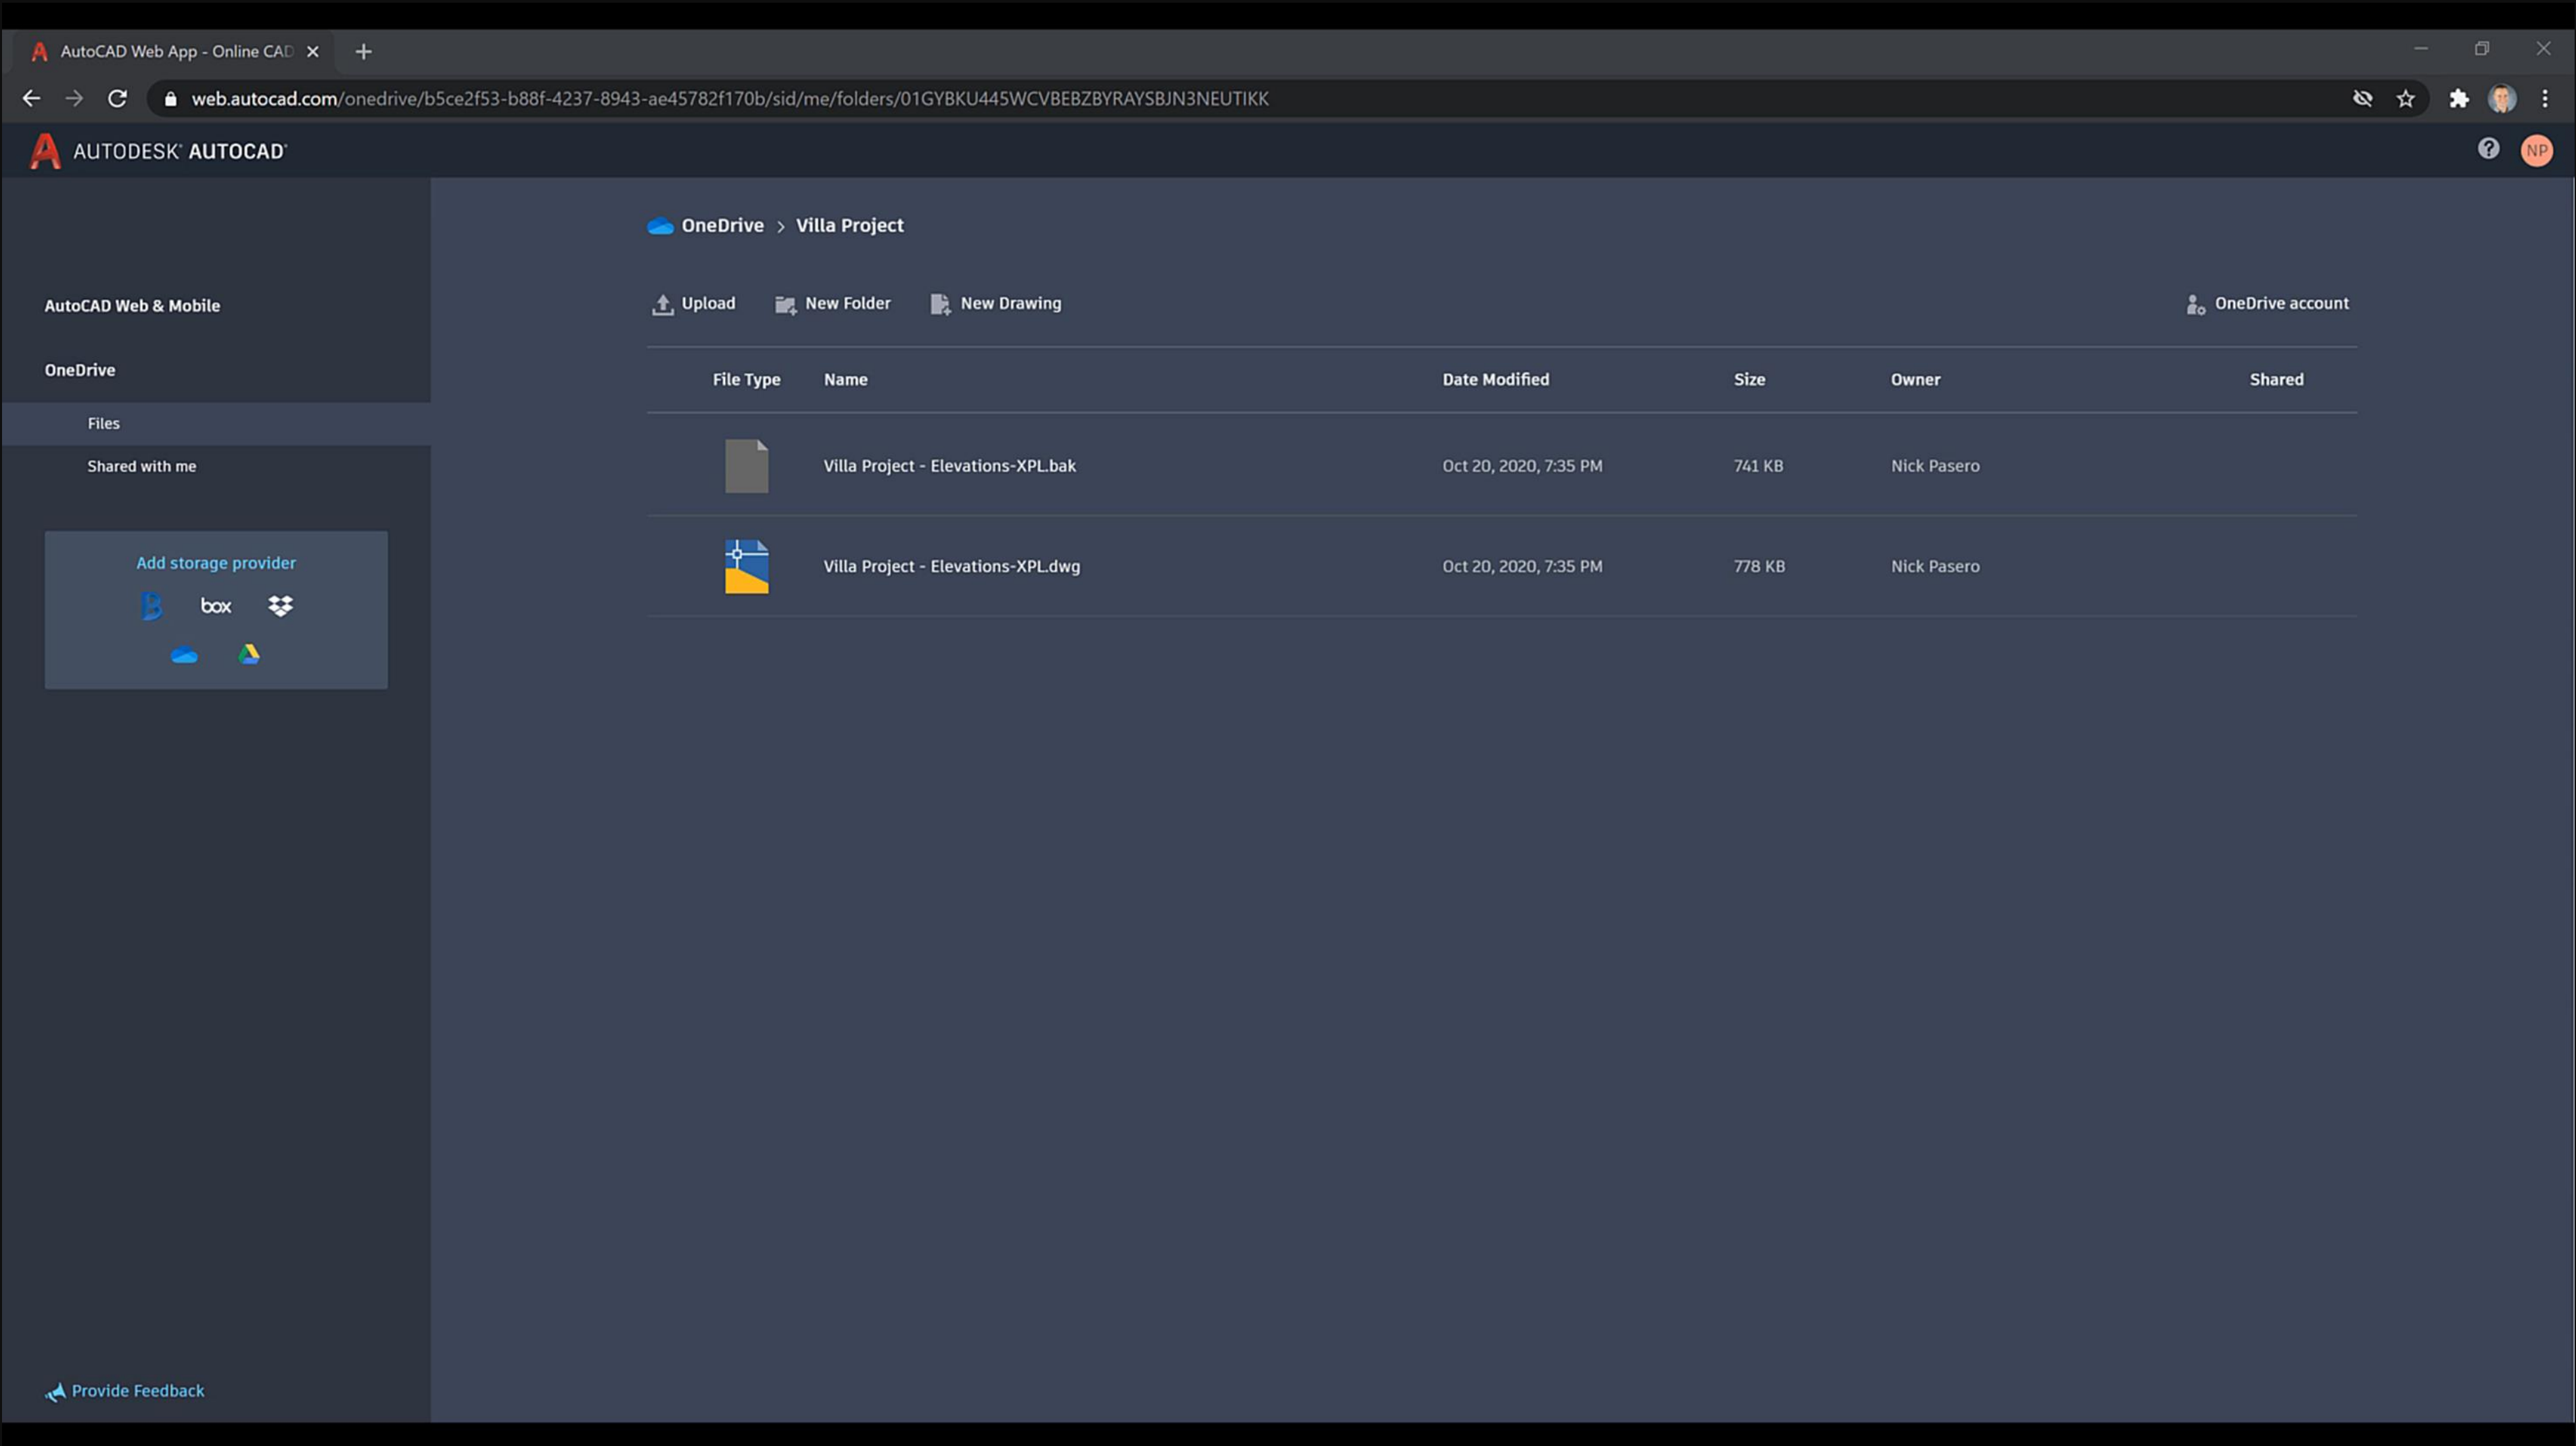 AutoCAD Web App - Online CAD
web.autocad.com/onedrive/b5ce2f53-b88f-4237-8943-ae45782f170b/sid/me/folders/01GYBKU445WCVBEBZBYRAYSBJN3NEUTIKK
AUTODESK® AUTOCAD®
NP
OneDrive > Villa Project
AutoCAD Web & Mobile
OneDrive
Files
Shared with me
Add storage provider
B box
Upload New Folder New Drawing OneDrive account
File Type Name Date Modified Size Owner Shared
Villa Project - Elevations-XPL.bak Oct 20, 2020, 7:35 PM 741 KB Nick Pasero
Villa Project - Elevations-XPL.dwg Oct 20, 2020, 7:35 PM 778 KB Nick Pasero
Provide Feedback